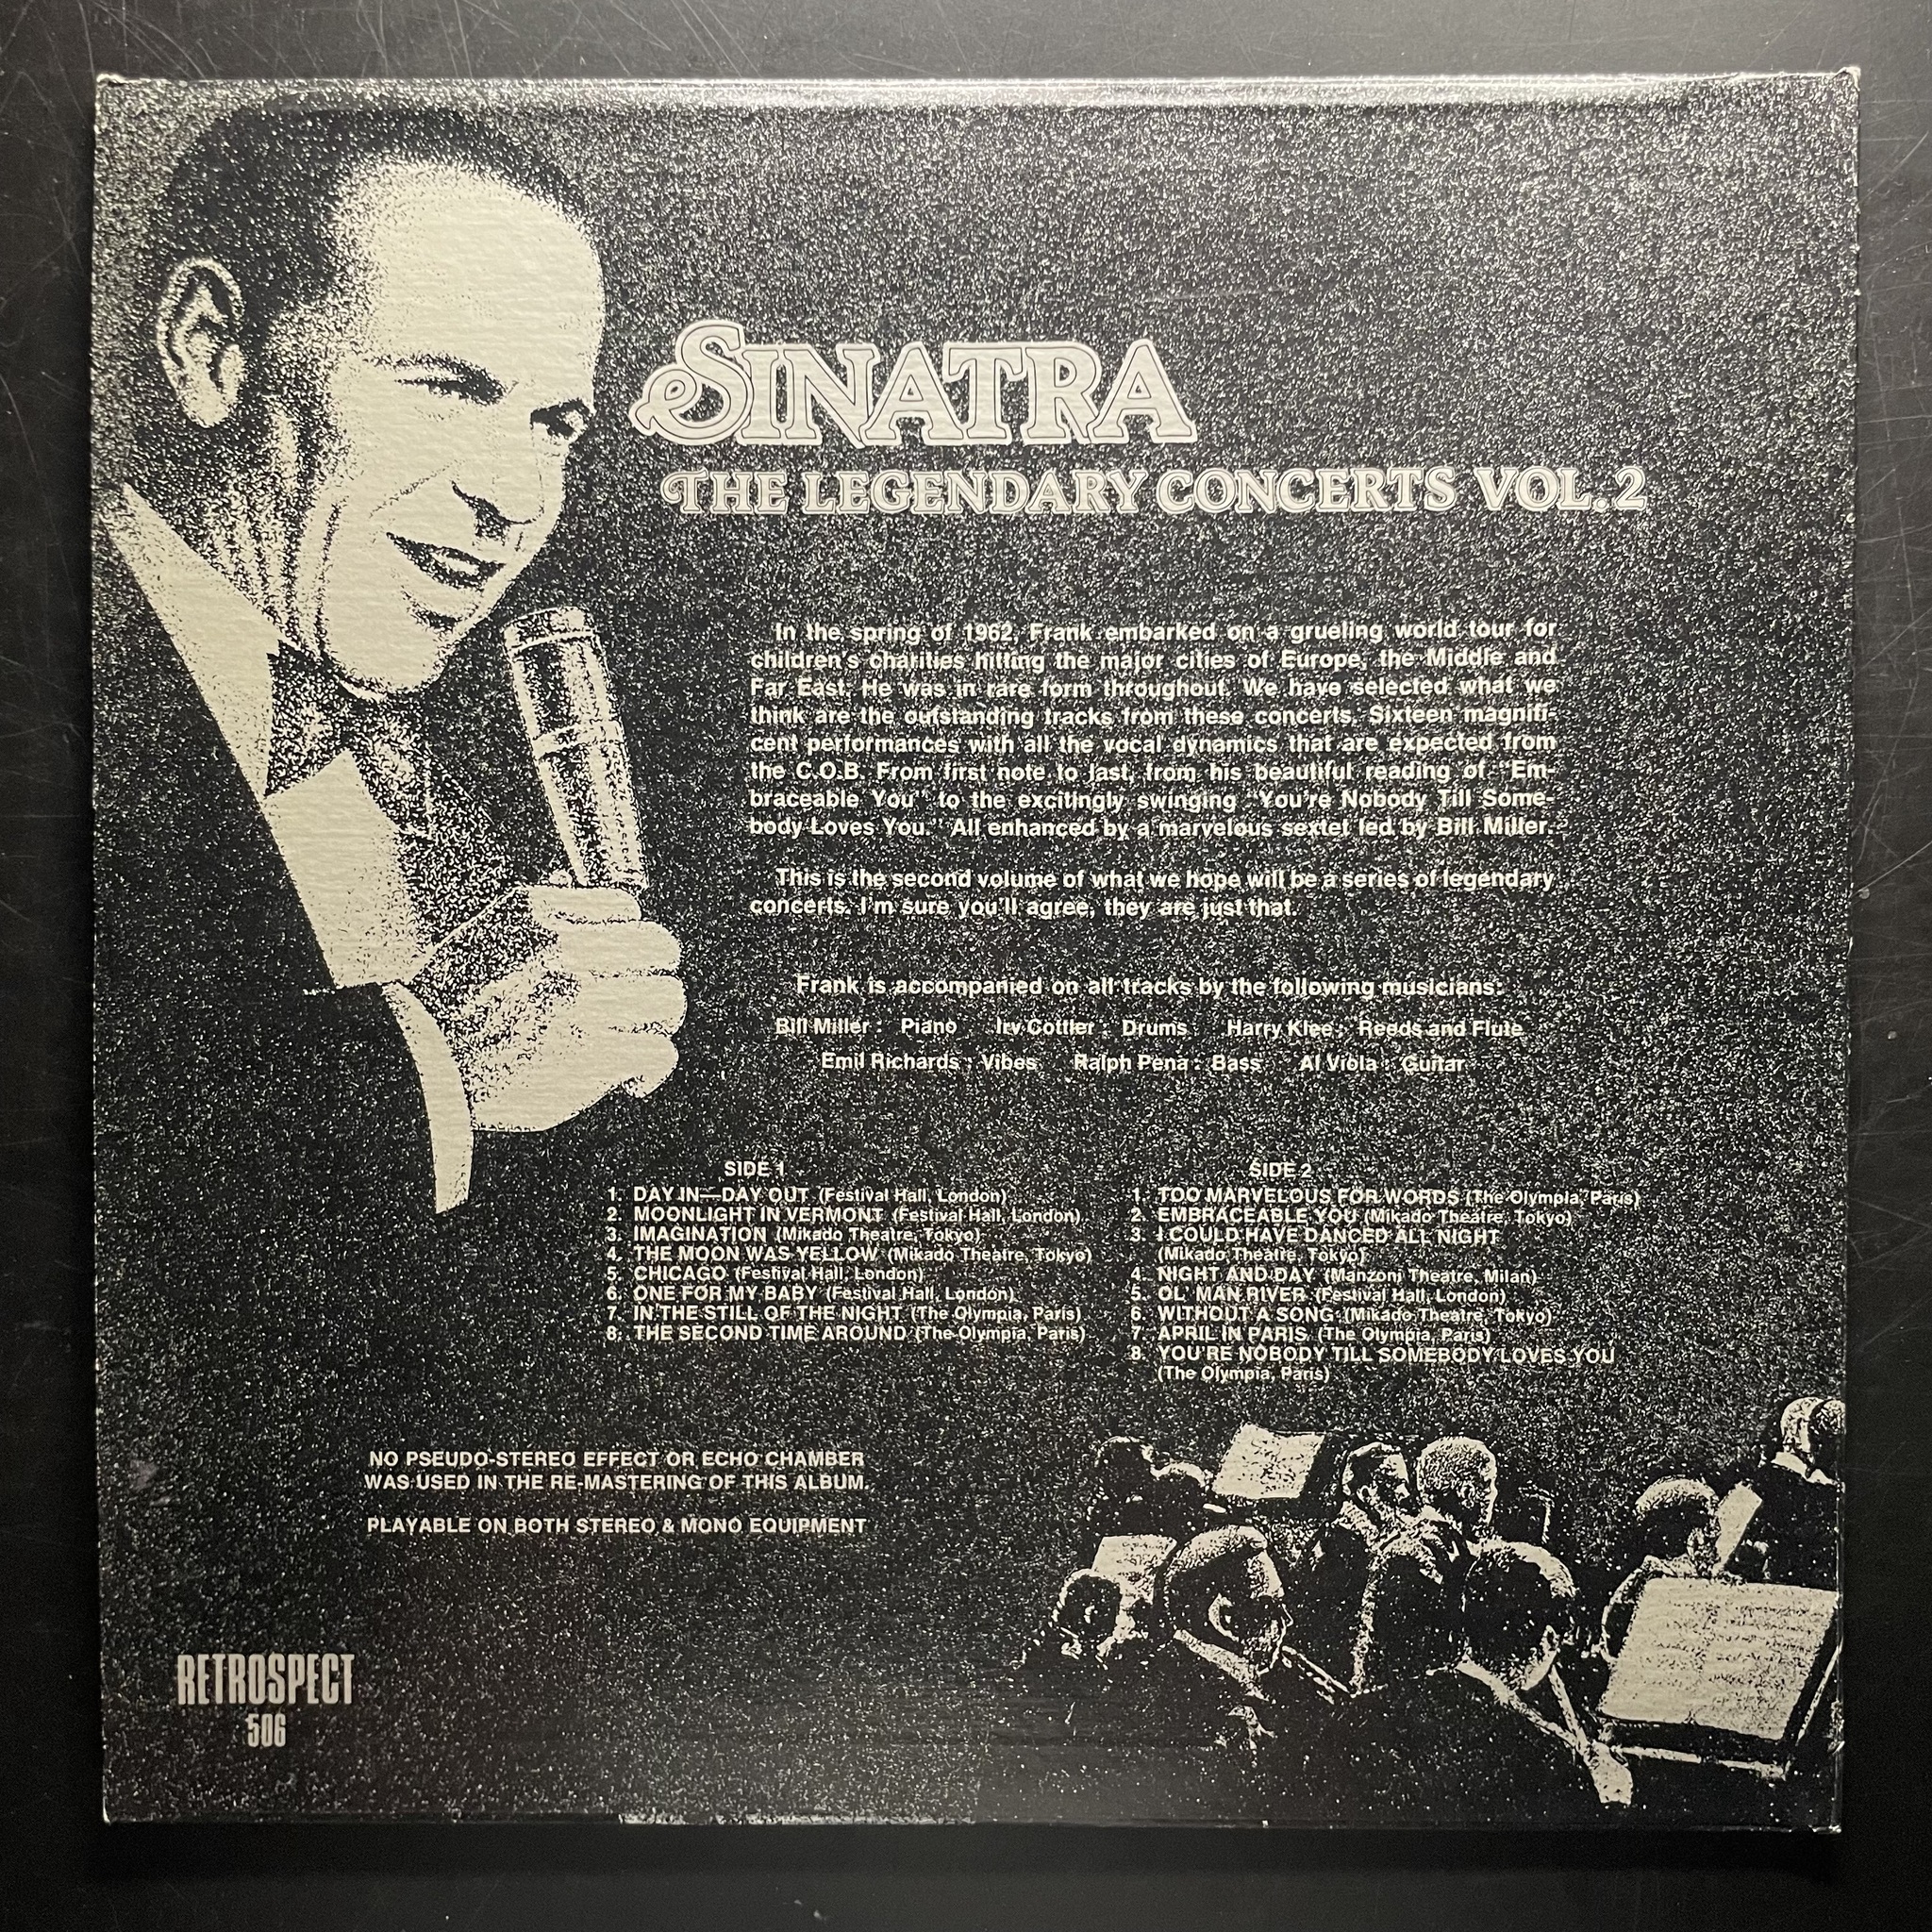 SINATRA
THE LEGENDARY CONCERTS VOL. 2
In the spring of 1962, Frank embarked on a grueling world tour for
children's charities hitting the major cities of Europe, the Middle and
Far East. He was in rare form throughout. We have selected what we
think are the outstanding tracks from these concerts. Sixteen magnifi-
cent performances with all the vocal dynamics that are expected from
the C.O.B. From first note to last, from his beautiful reading of "Em-
braceable You" to the excitingly swinging "You're Nobody Till Some-
body Loves You." All enhanced by a marvelous sextet led by Bill Miller.
This is the second volume of what we hope will be a series of legendary
concerts. I'm sure you'll agree, they are just that.
Frank is accompanied on all tracks by the following musicians:
Bill Miller : Piano Irv Cottler : Drums Harry Klee : Reeds and Flute
Emil Richards : Vibes Ralph Pena : Bass Al Viola : Guitar
SIDE 1
1. DAY IN—DAY OUT (Festival Hall, London)
2. MOONLIGHT IN VERMONT (Festival Hall, London)
3. IMAGINATION (Mikado Theatre, Tokyo)
4. THE MOON WAS YELLOW (Mikado Theatre, Tokyo)
5. CHICAGO (Festival Hall, London)
6. ONE FOR MY BABY (Festival Hall, London)
7. IN THE STILL OF THE NIGHT (The Olympia, Paris)
8. THE SECOND TIME AROUND (The Olympia, Paris)
SIDE 2
1. TOO MARVELOUS FOR WORDS (The Olympia, Paris)
2. EMBRACEABLE YOU (Mikado Theatre, Tokyo)
3. I COULD HAVE DANCED ALL NIGHT
(Mikado Theatre, Tokyo)
4. NIGHT AND DAY (Manzoni Theatre, Milan)
5. OL' MAN RIVER (Festival Hall, London)
6. WITHOUT A SONG (Mikado Theatre, Tokyo)
7. APRIL IN PARIS (The Olympia, Paris)
8. YOU'RE NOBODY TILL SOMEBODY LOVES YOU
(The Olympia, Paris)
NO PSEUDO-STEREO EFFECT OR ECHO CHAMBER
WAS USED IN THE RE-MASTERING OF THIS ALBUM.
PLAYABLE ON BOTH STEREO & MONO EQUIPMENT
RETROSPECT
506